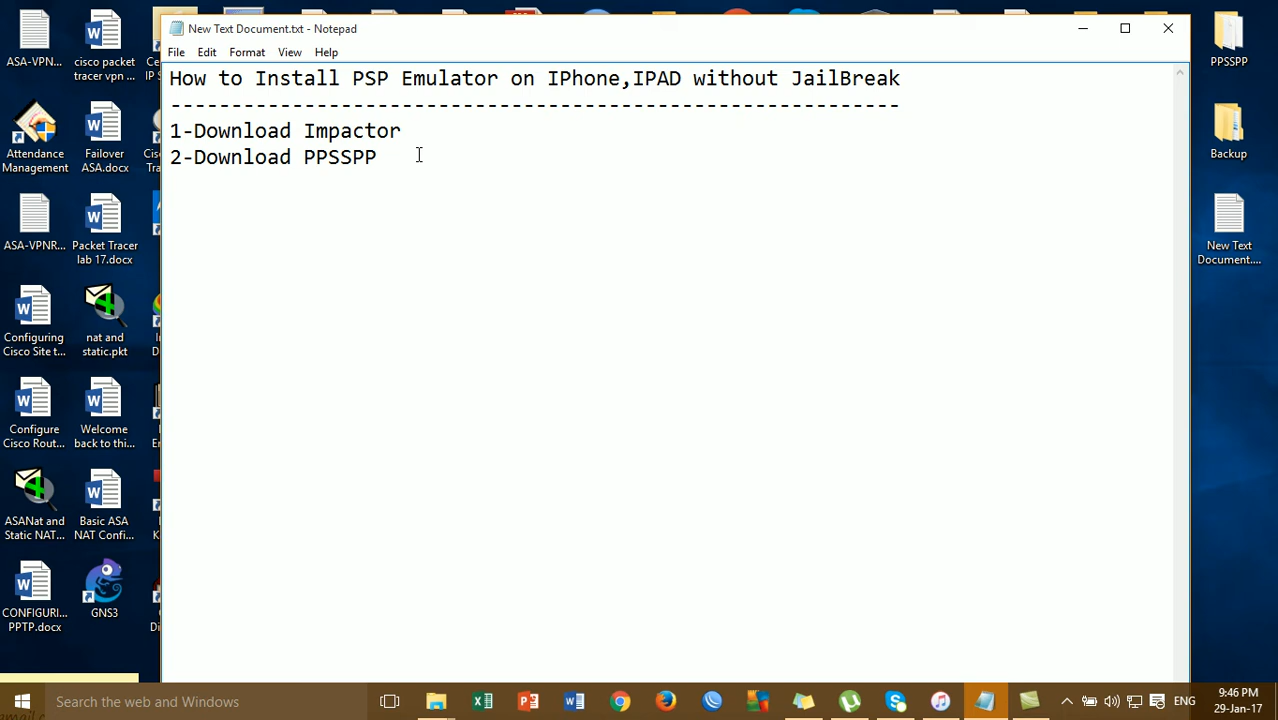 New Text Document.txt - Notepad
File Edit Format View Help
How to Install PSP Emulator on IPhone,IPAD without JailBreak
------------------------------------------------------------
1-Download Impactor
2-Download PPSSPP
ASA-VPN...
cisco packet
tracer vpn ...
Attendance
Management
Failover
ASA.docx
ASA-VPNR...
Packet Tracer
lab 17.docx
Configuring
Cisco Site t...
nat and
static.pkt
Configure
Cisco Rout...
Welcome
back to thi...
ASANat and
Static NAT...
Basic ASA
NAT Confi...
CONFIGURI...
PPTP.docx
GNS3
PPSSPP
Backup
New Text
Document....
Search the web and Windows
ENG
9:46 PM
29-Jan-17